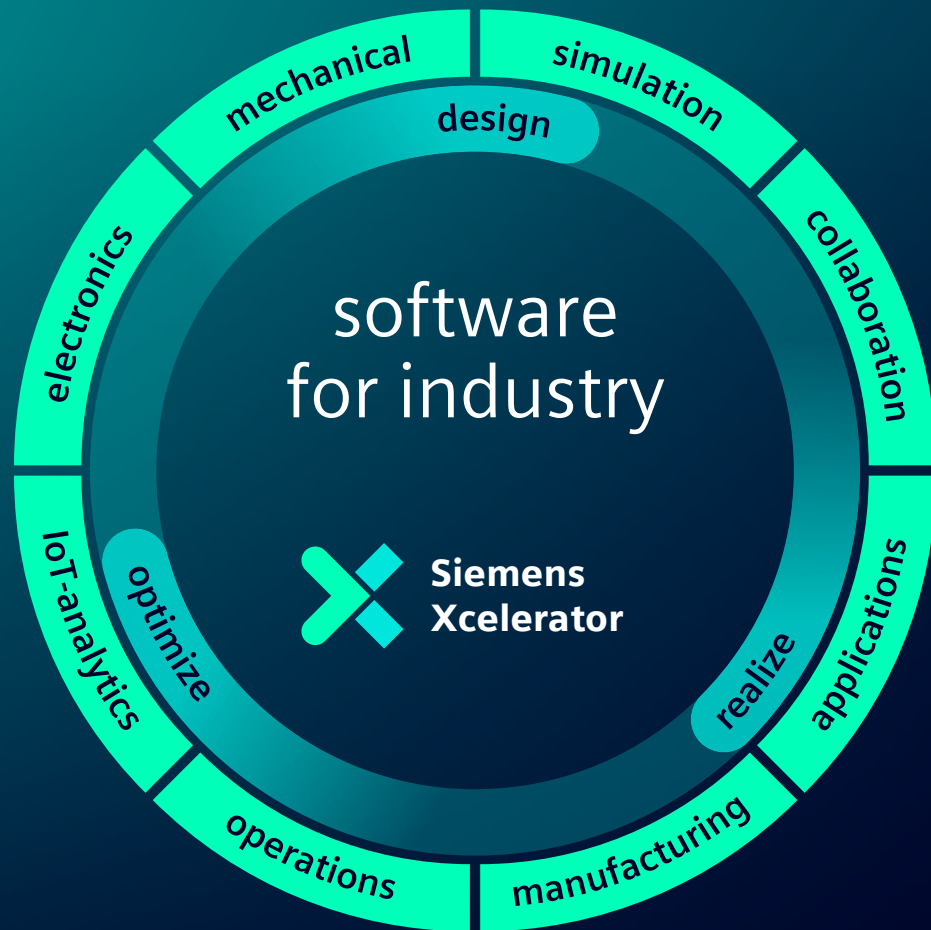 mechanical
simulation
collaboration
applications
manufacturing
operations
IoT-analytics
electronics
design
realize
optimize
software
for industry
Siemens
Xcelerator